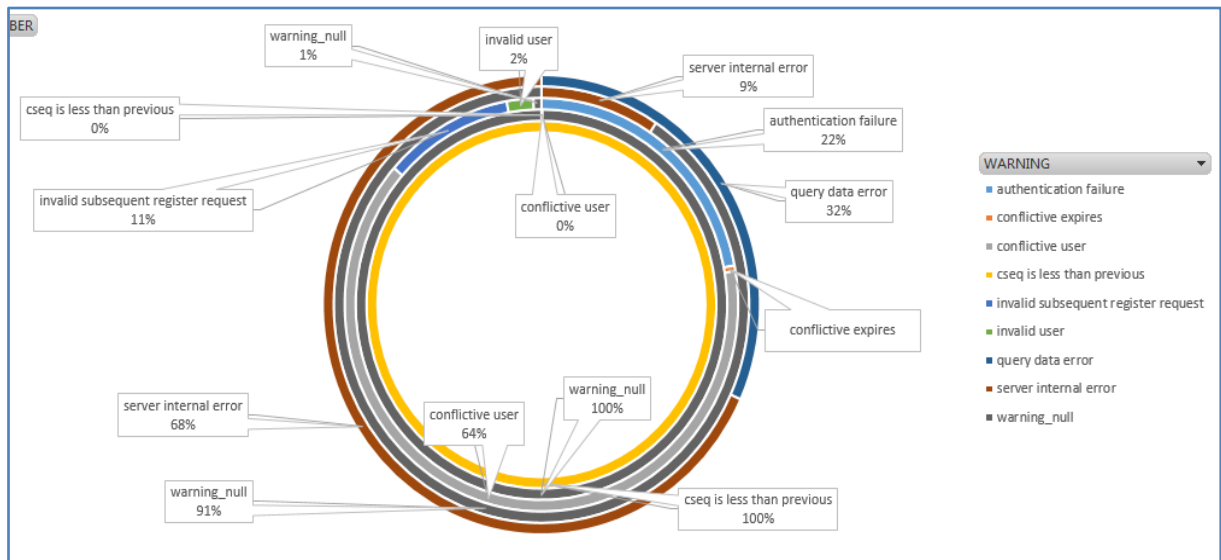 BER
warning_null
1%
invalid user
2%
server internal error
9%
cseq is less than previous
0%
authentication failure
22%
invalid subsequent register request
11%
conflictive user
0%
query data error
32%
conflictive expires
server internal error
68%
conflictive user
64%
warning_null
100%
warning_null
91%
cseq is less than previous
100%
WARNING
authentication failure
conflictive expires
conflictive user
cseq is less than previous
invalid subsequent register request
invalid user
query data error
server internal error
warning_null